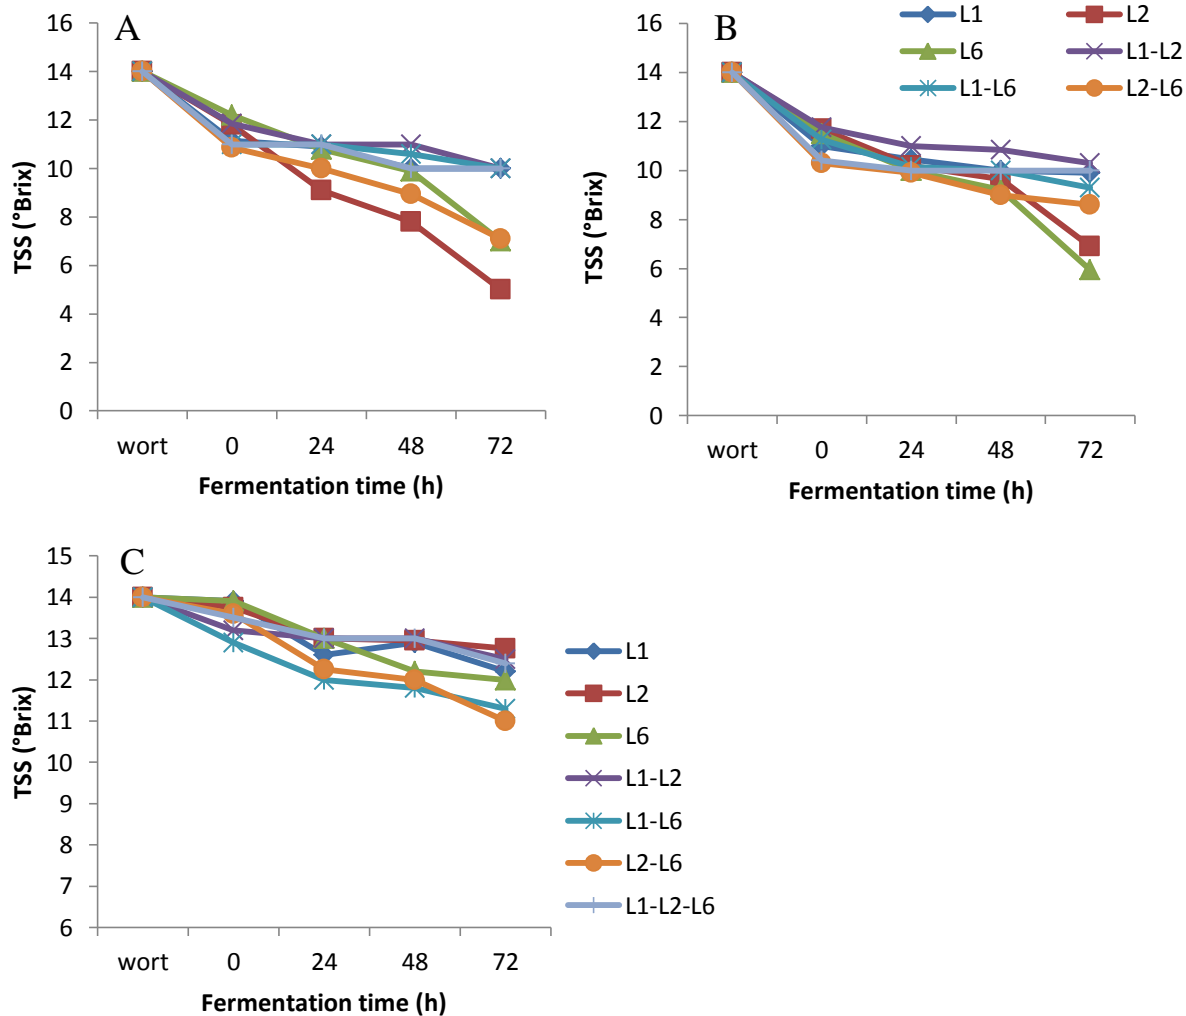 A
16
14
12
10
8
6
4
2
0
TSS (°Brix)
wort 0 24 48 72
Fermentation time (h)
B
L1 L2
L6 L1-L2
L1-L6 L2-L6
16
14
12
10
8
6
4
2
0
TSS (°Brix)
wort 0 24 48 72
Fermentation time (h)
C
15
14
13
12
11
10
9
8
7
6
TSS (°Brix)
wort 0 24 48 72
Fermentation time (h)
L1
L2
L6
L1-L2
L1-L6
L2-L6
L1-L2-L6